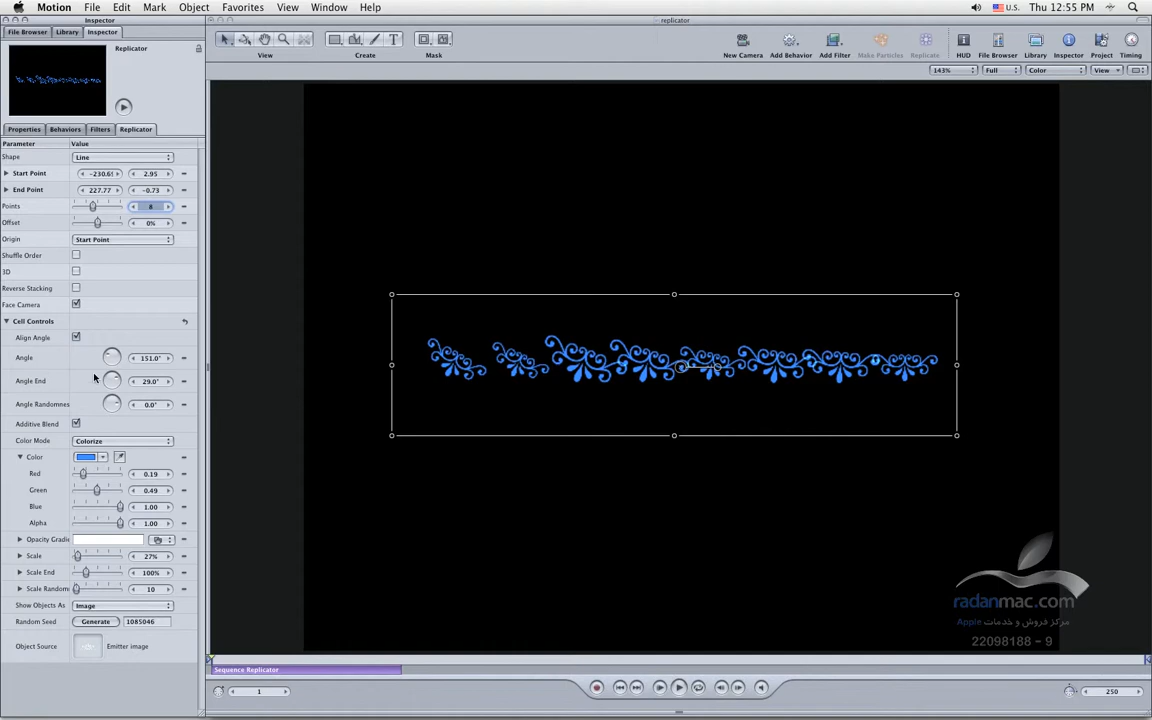 Motion File Edit Mark Object Favorites View Window Help
U.S. Thu 12:55 PM
Inspector
replicator
File Browser Library Inspector
Replicator
View
Create
Mask
New Camera Add Behavior Add Filter Make Particles Replicate HUD File Browser Library Inspector Project Timing
143% Full Color View
Properties Behaviors Filters Replicator
Parameter Value
Shape Line
Start Point 2.95
End Point 227.77 -0.73
Points 8
Offset 0%
Origin Start Point
Shuffle Order
3D
Reverse Stacking
Face Camera
Cell Controls
Align Angle
Angle 151.0°
Angle End 29.0°
Angle Randomnes 0.0°
Additive Blend
Color Mode Colorize
Color
Red 0.19
Green 0.49
Blue 1.00
Alpha 1.00
Opacity Gradie
Scale 27%
Scale End 100%
Scale Random 10
Show Objects As Image
Random Seed Generate 1085046
Object Source Emitter image
radanmac.com
مرکز فروش و خدمات Apple
22098188 - 9
Sequence Replicator
1
250